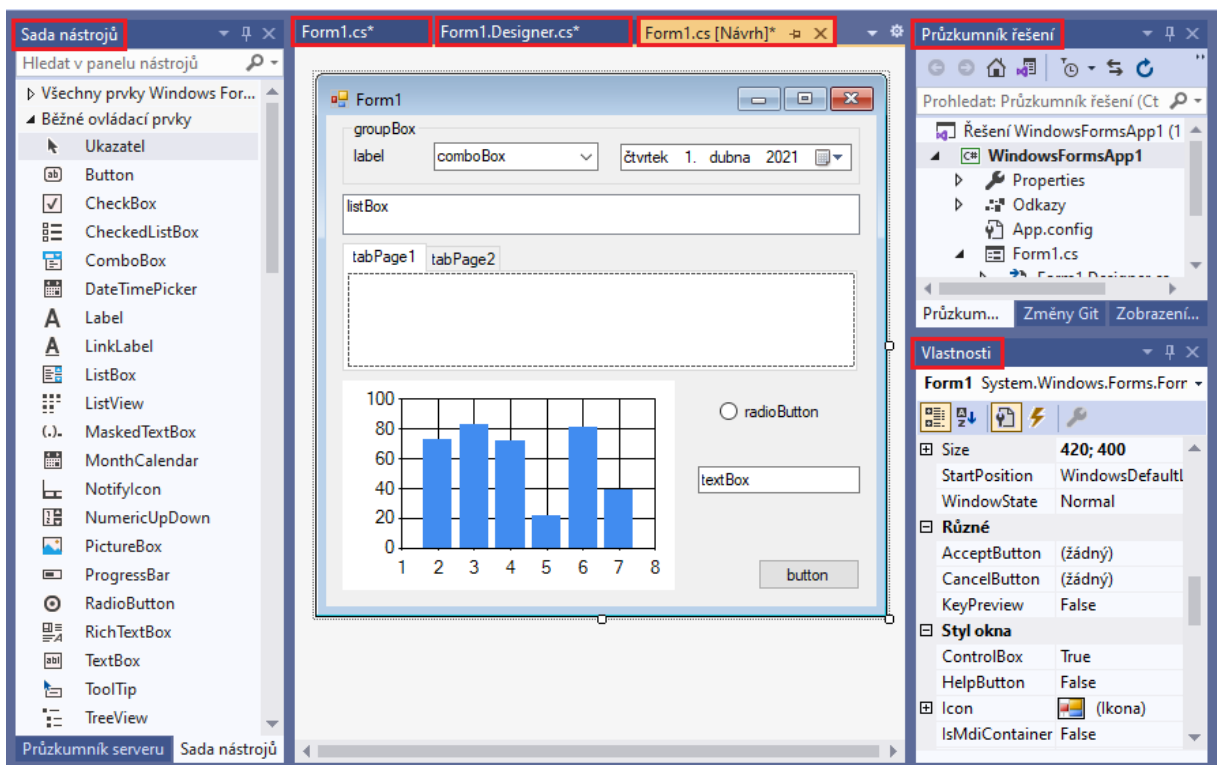 Sada nástrojů
Hledat v panelu nástrojů
Všechny prvky Windows For...
Běžné ovládací prvky
Ukazatel
Button
CheckBox
CheckedListBox
ComboBox
DateTimePicker
Label
LinkLabel
ListBox
ListView
MaskedTextBox
MonthCalendar
NotifyIcon
NumericUpDown
PictureBox
ProgressBar
RadioButton
RichTextBox
TextBox
ToolTip
TreeView
Průzkumník serveru Sada nástrojů
Form1.cs* Form1.Designer.cs* Form1.cs [Návrh]*
Form1
groupBox
label comboBox čtvrtek 1. dubna 2021
listBox
tabPage1 tabPage2
100
80
60
40
20
0
1 2 3 4 5 6 7 8
radioButton
textBox
button
Průzkumník řešení
Prohledat: Průzkumník řešení (Ct
Řešení WindowsFormsApp1 (1
WindowsFormsApp1
Properties
Odkazy
App.config
Form1.cs
Form1.Designer.cs
Průzkum... Změny Git Zobrazení...
Vlastnosti
Form1 System.Windows.Forms.Forr
Size 420; 400
StartPosition WindowsDefaultL
WindowState Normal
Různé
AcceptButton (žádný)
CancelButton (žádný)
KeyPreview False
Styl okna
ControlBox True
HelpButton False
Icon (Ikona)
IsMdiContainer False